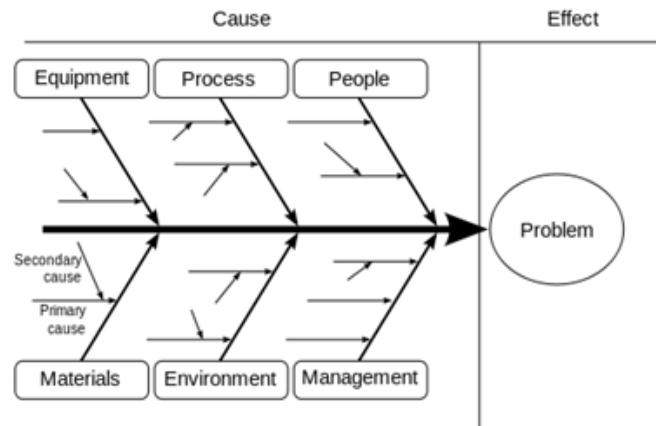 Cause
Effect
Equipment
Process
People
Problem
Secondary
cause
Primary
cause
Materials
Environment
Management